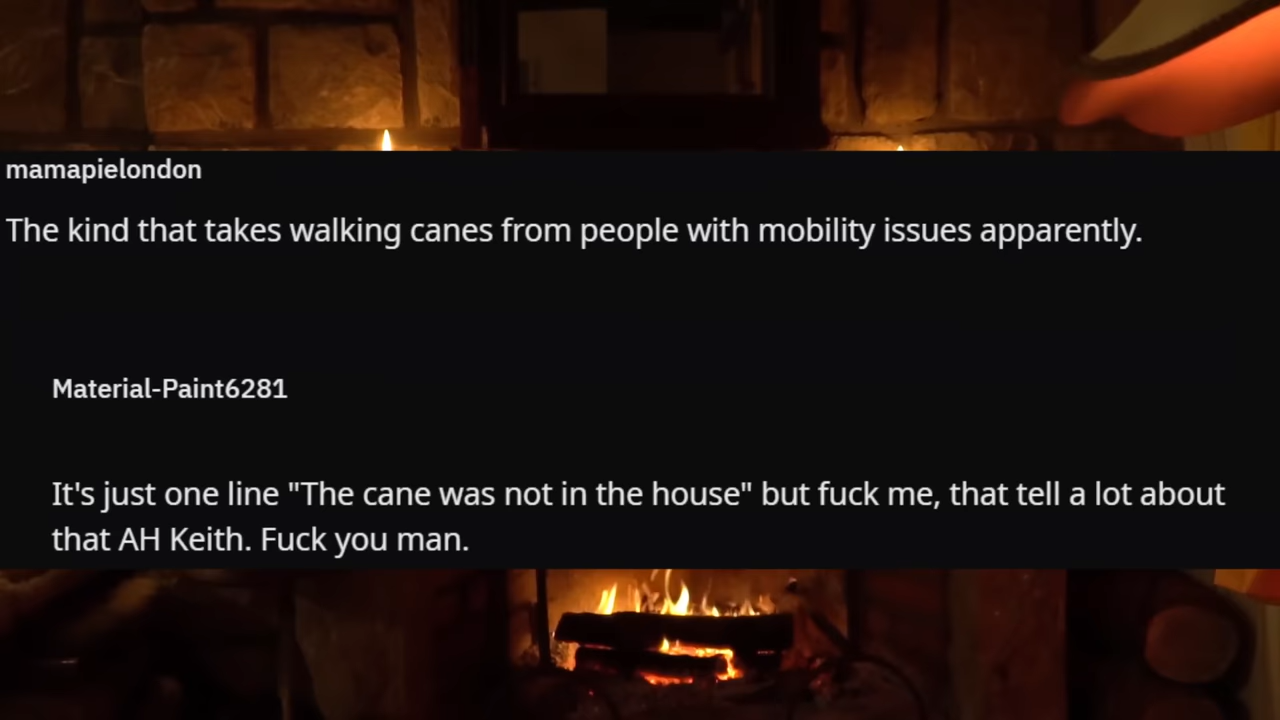 mamapielondon
The kind that takes walking canes from people with mobility issues apparently.
Material-Paint6281
It's just one line "The cane was not in the house" but fuck me, that tell a lot about
that AH Keith. Fuck you man.